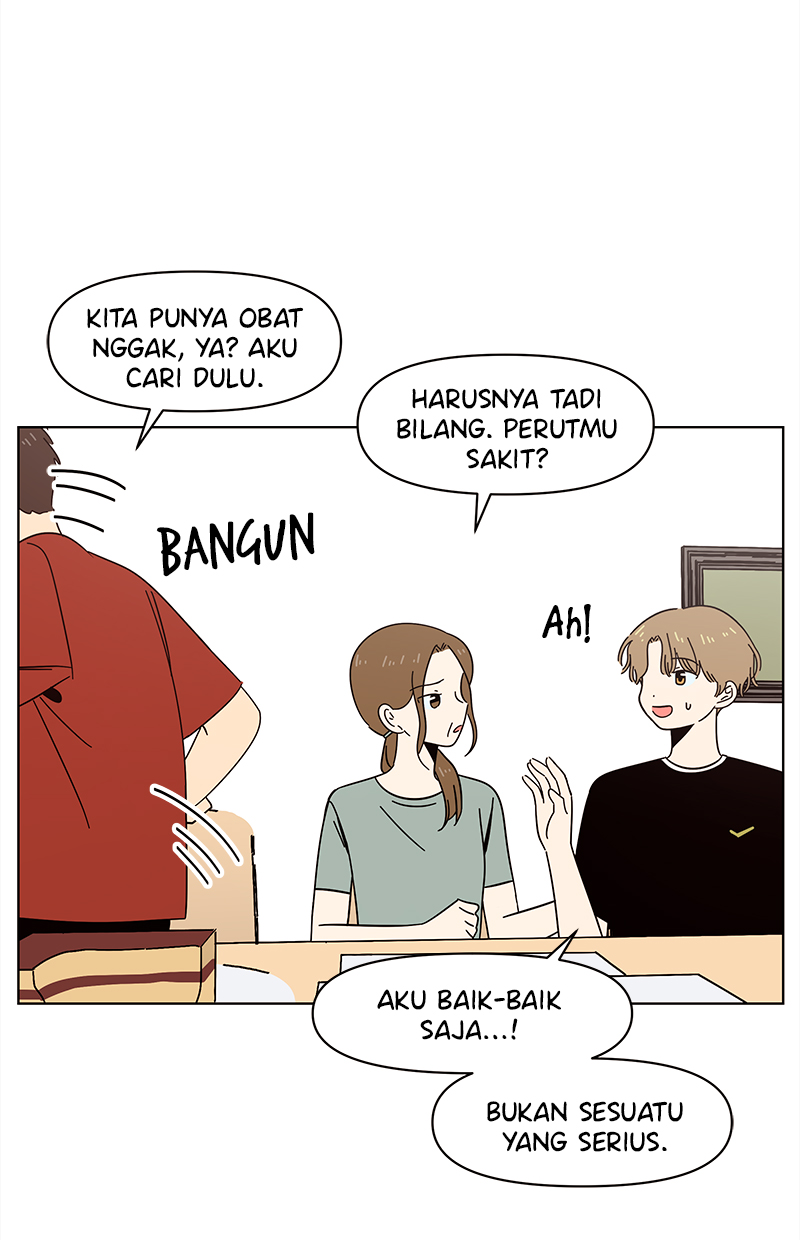 KITA PUNYA OBAT
NGGAK, YA? AKU
CARI DULU.
HARUSNYA TADI
BILANG. PERUTMU
SAKIT?
BANGUN
Ah!
AKU BAIK-BAIK
SAJA...!
BUKAN SESUATU
YANG SERIUS.